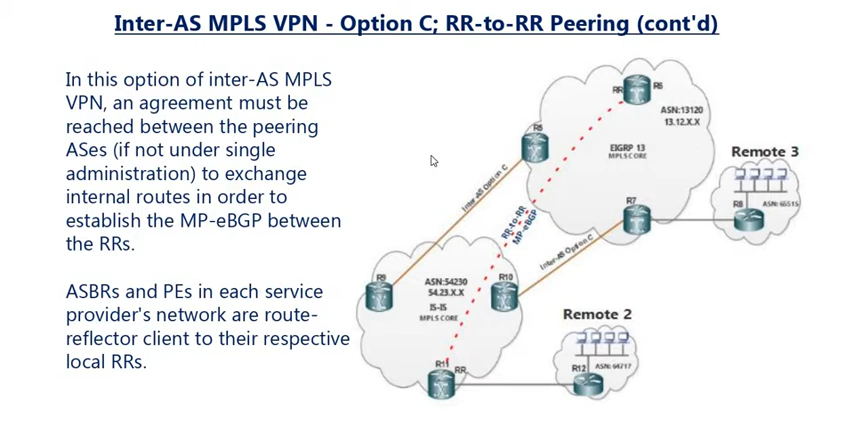 Inter-AS MPLS VPN - Option C; RR-to-RR Peering (cont'd)
In this option of inter-AS MPLS
VPN, an agreement must be
reached between the peering
ASes (if not under single
administration) to exchange
internal routes in order to
establish the MP-eBGP between
the RRs.
ASBRs and PEs in each service
provider's network are route-
reflector client to their respective
local RRs.
RR
R6
ASN:13120
13.12.X.X
R5
EIGRP 13
MPLS CORE
Remote 3
Inter-AS Option C
RR-to-RR
MP-eBGP
R7
R8
ASN: 65515
Inter-AS Option C
R9
ASN:54230
54.23.X.X
R10
IS-IS
MPLS CORE
Remote 2
R11
RR
R12
ASN: 64717